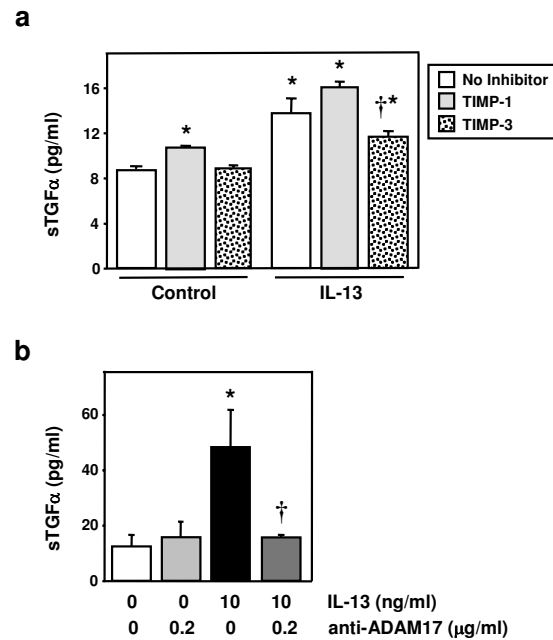 a
sTGFα (pg/ml)
16
12
8
4
0
*
*
*
†*
No Inhibitor
TIMP-1
TIMP-3
Control IL-13
b
sTGFα (pg/ml)
60
40
20
0
*
†
0 0 10 10 IL-13 (ng/ml)
0 0.2 0 0.2 anti-ADAM17 (µg/ml)